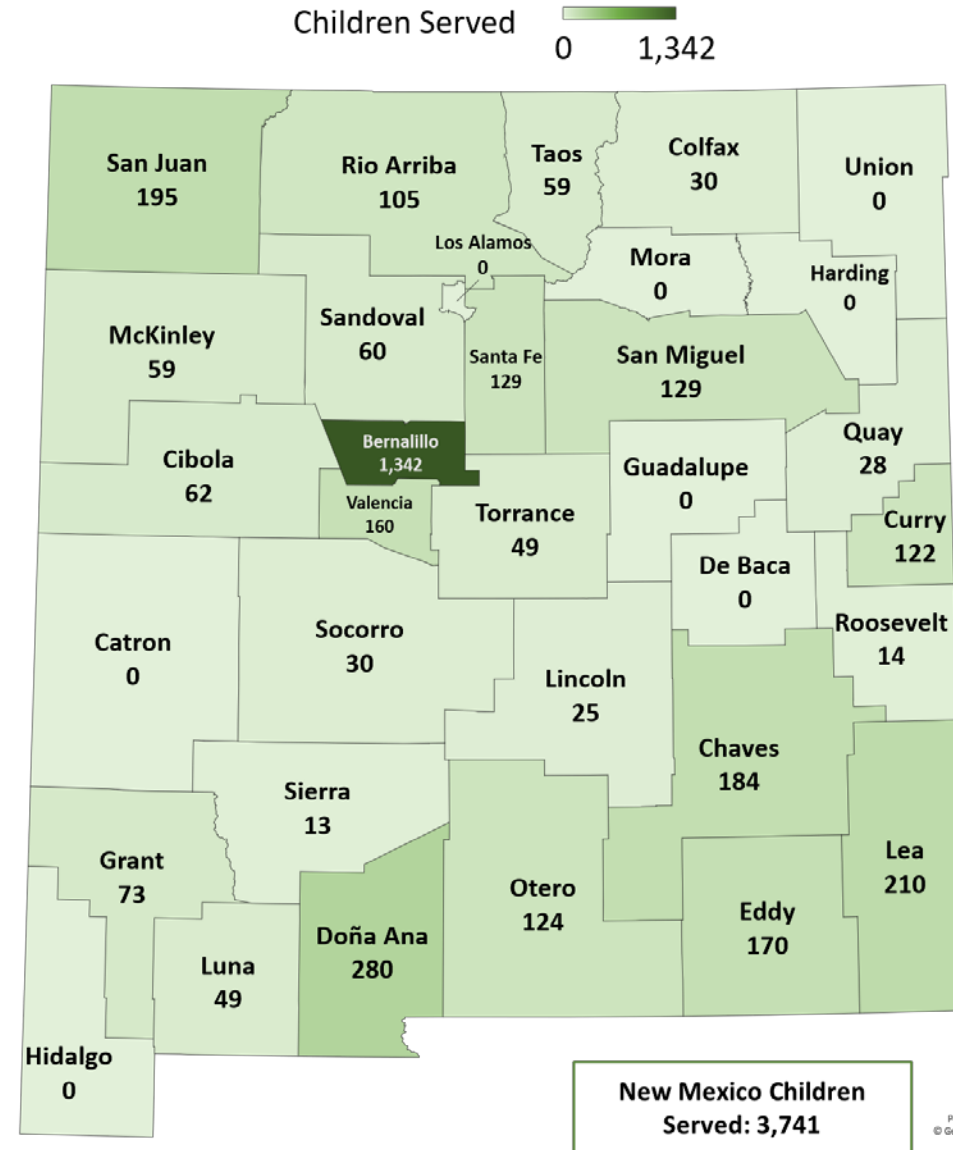 Children Served
0 1,342
San Juan
195
Rio Arriba
105
Taos
59
Colfax
30
Union
0
Los Alamos
0
Mora
0
Harding
0
McKinley
59
Sandoval
60
Santa Fe
129
San Miguel
129
Bernalillo
1,342
Cibola
62
Valencia
160
Torrance
49
Guadalupe
0
Quay
28
Curry
122
De Baca
0
Roosevelt
14
Catron
0
Socorro
30
Lincoln
25
Chaves
184
Sierra
13
Grant
73
Otero
124
Lea
210
Eddy
170
Doña Ana
280
Luna
49
Hidalgo
0
New Mexico Children
Served: 3,741